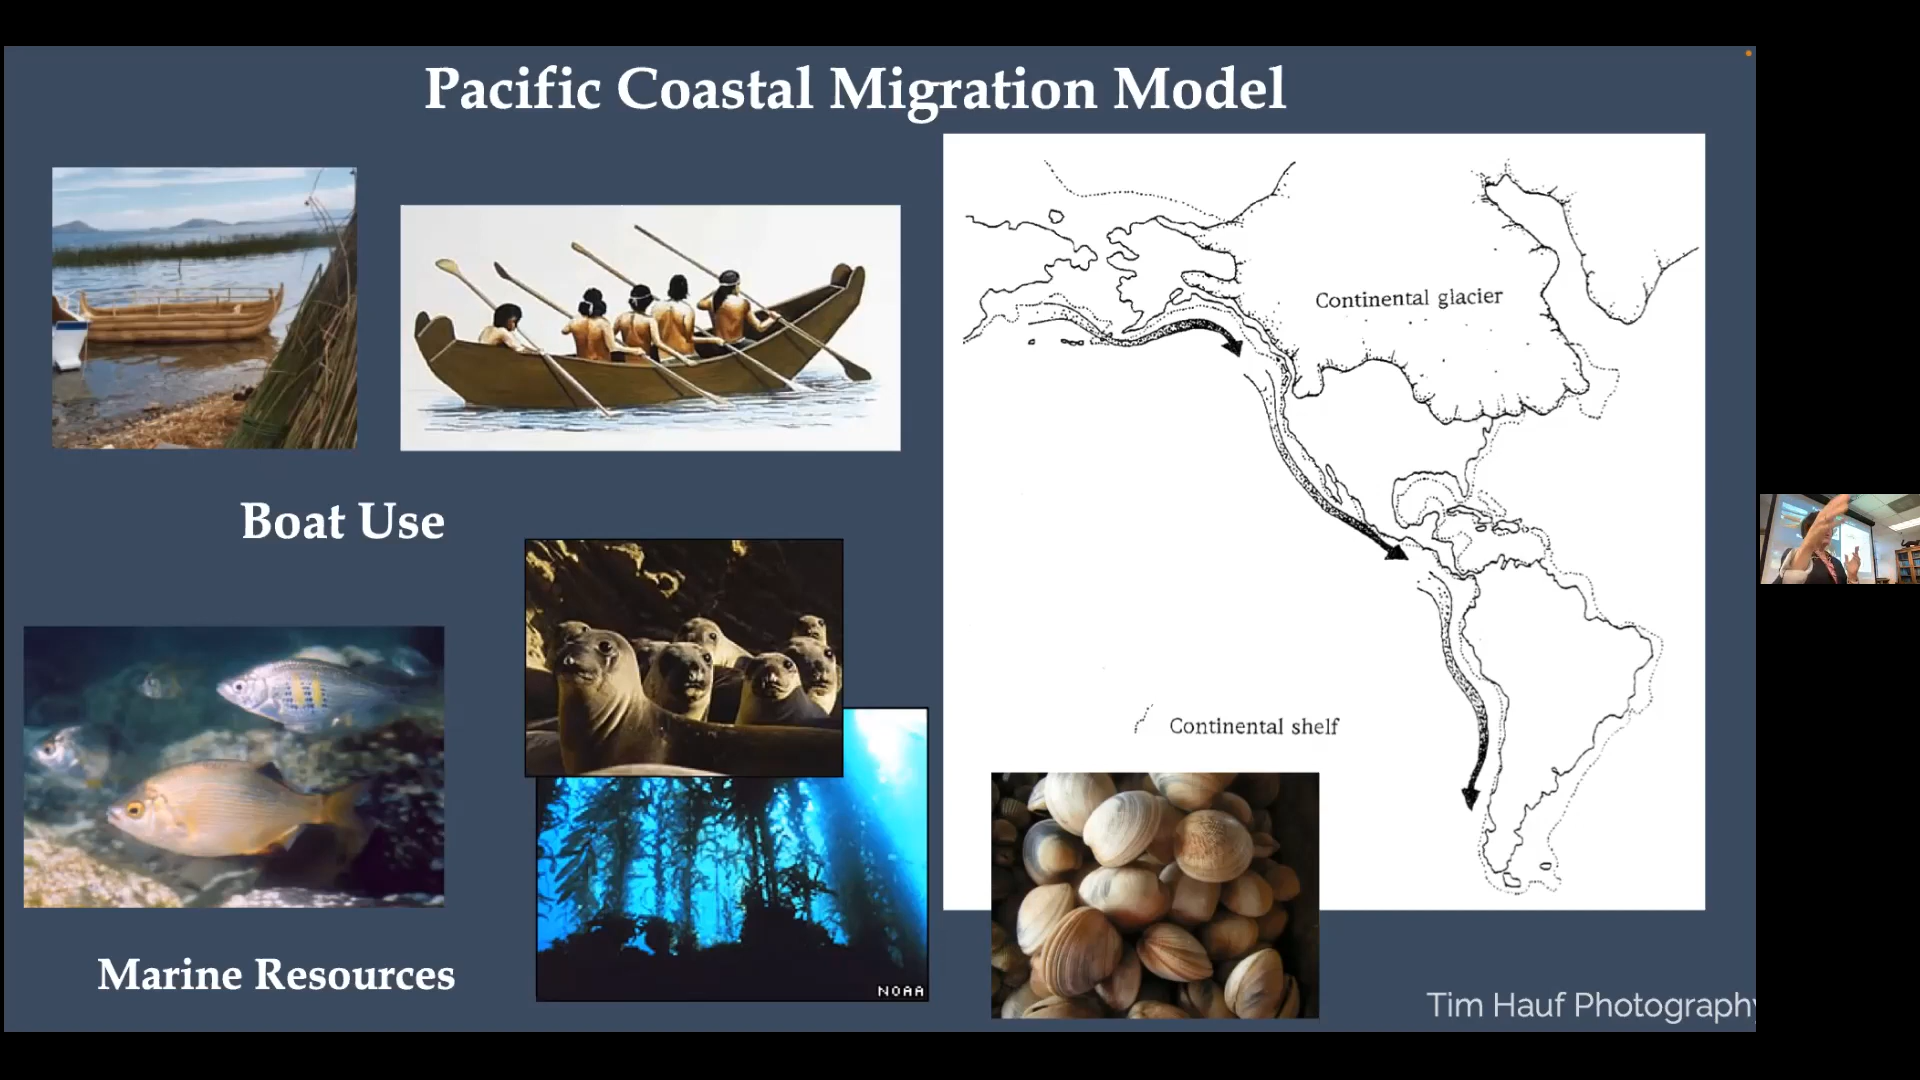 Pacific Coastal Migration Model
Continental glacier
Boat Use
Continental shelf
Marine Resources
NOAA
Tim Hauf Photography